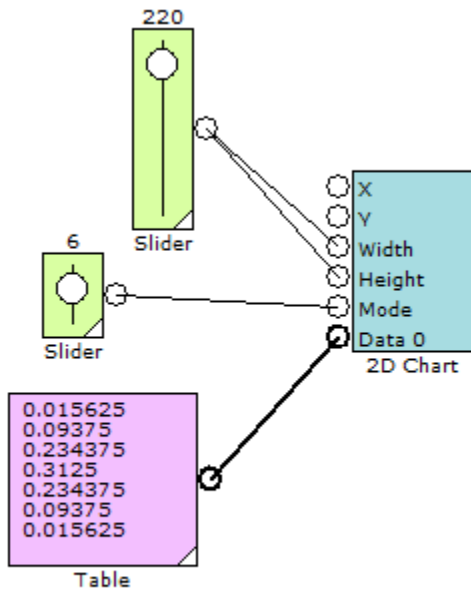 220
Slider
6
Slider
X
Y
Width
Height
Mode
Data 0
2D Chart
0.015625
0.09375
0.234375
0.3125
0.234375
0.09375
0.015625
Table